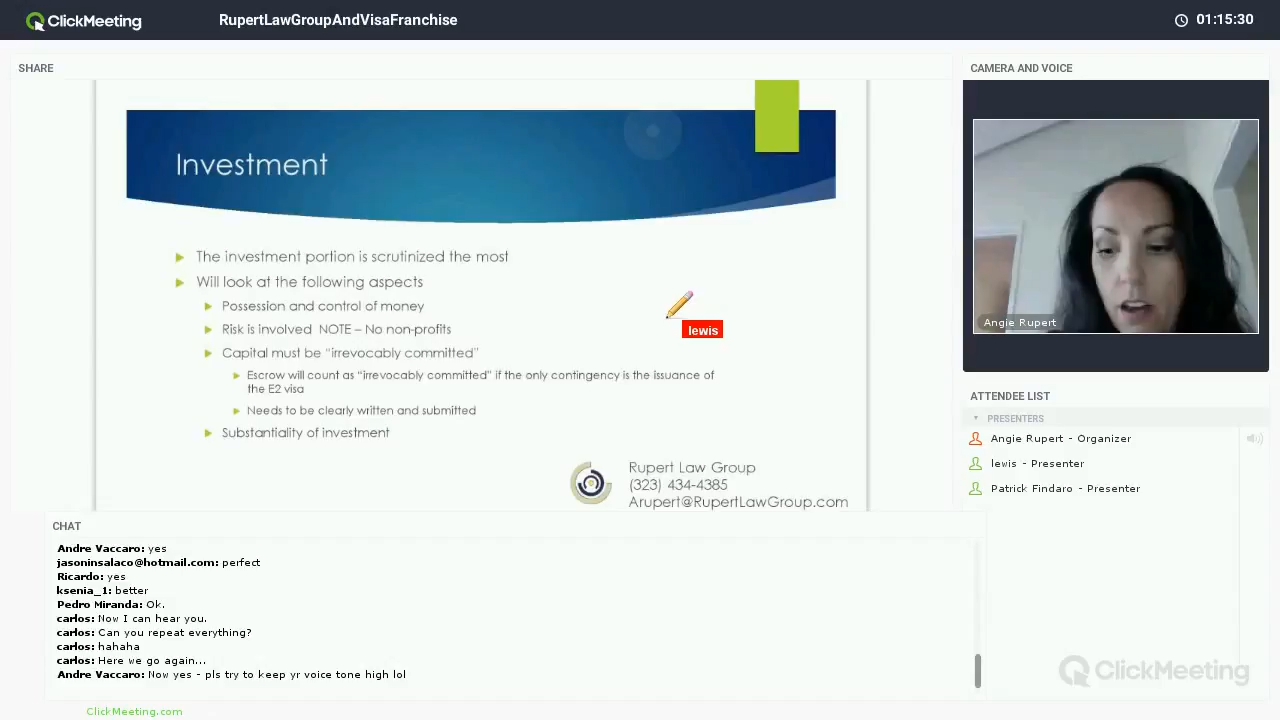 ClickMeeting
RupertLawGroupAndVisaFranchise
01:15:30
SHARE
Investment
The investment portion is scrutinized the most
Will look at the following aspects
Possession and control of money
Risk is involved NOTE – No non-profits
Capital must be "irrevocably committed"
Escrow will count as "irrevocably committed" if the only contingency is the issuance of
the E2 visa
Needs to be clearly written and submitted
Substantiality of investment
lewis
Rupert Law Group
(323) 434-4385
Arupert@RupertLawGroup.com
CAMERA AND VOICE
Angie Rupert
ATTENDEE LIST
PRESENTERS
Angie Rupert - Organizer
lewis - Presenter
Patrick Findaro - Presenter
CHAT
Andre Vaccaro: yes
jasoninsalaco@hotmail.com: perfect
Ricardo: yes
ksenia_1: better
Pedro Miranda: Ok.
carlos: Now I can hear you.
carlos: Can you repeat everything?
carlos: hahaha
carlos: Here we go again...
Andre Vaccaro: Now yes - pls try to keep yr voice tone high lol
ClickMeeting
ClickMeeting.com